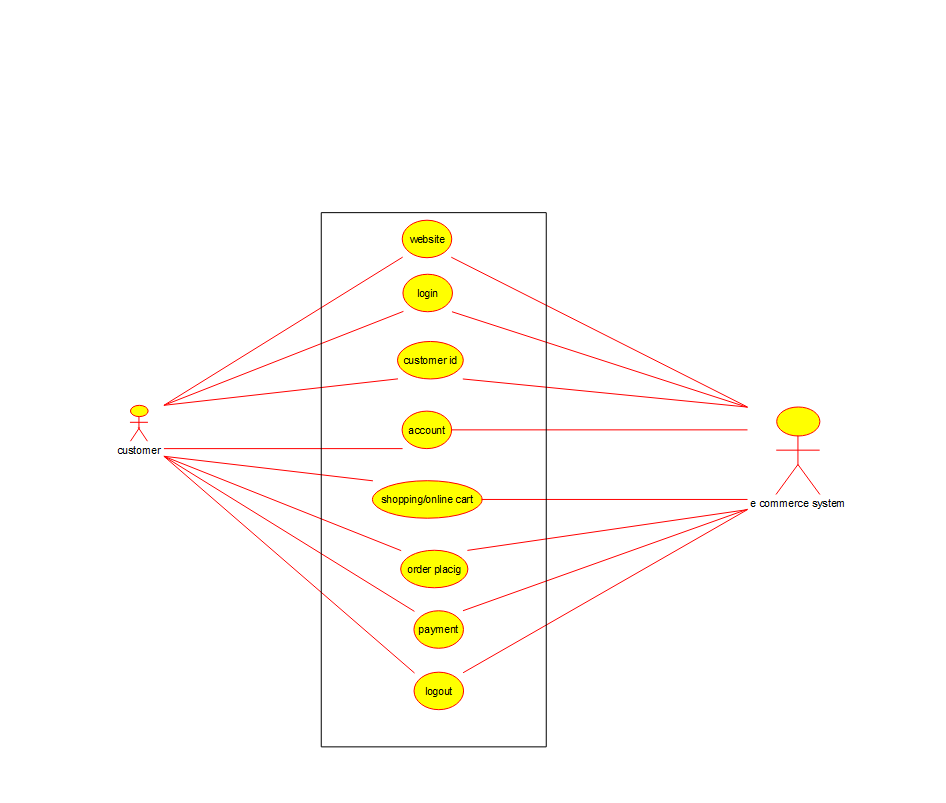 website
login
customer id
account
customer
shopping/online cart
e commerce system
order placig
payment
logout